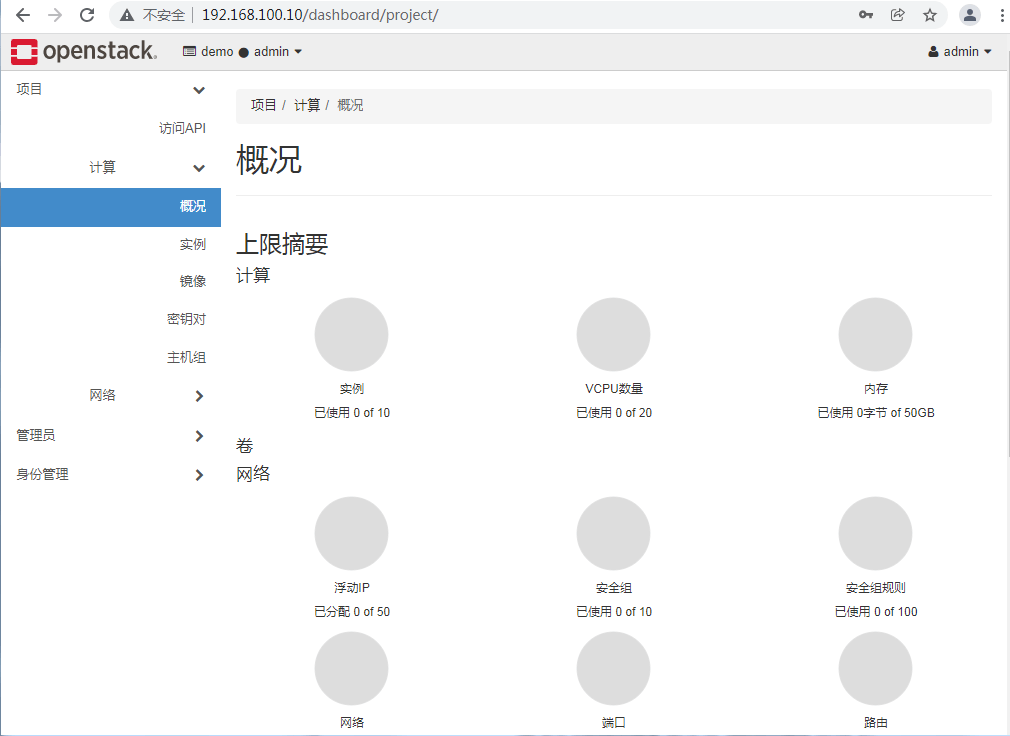 不安全 192.168.100.10/dashboard/project/
openstack. demo ● admin admin
项目
访问API
计算
概况
实例
镜像
密钥对
主机组
网络
管理员
身份管理
项目 / 计算 / 概况
概况
上限摘要
计算
实例 VCPU数量 内存
已使用 0 of 10 已使用 0 of 20 已使用 0字节 of 50GB
卷
网络
浮动IP 安全组 安全组规则
已分配 0 of 50 已使用 0 of 10 已使用 0 of 100
网络 端口 路由